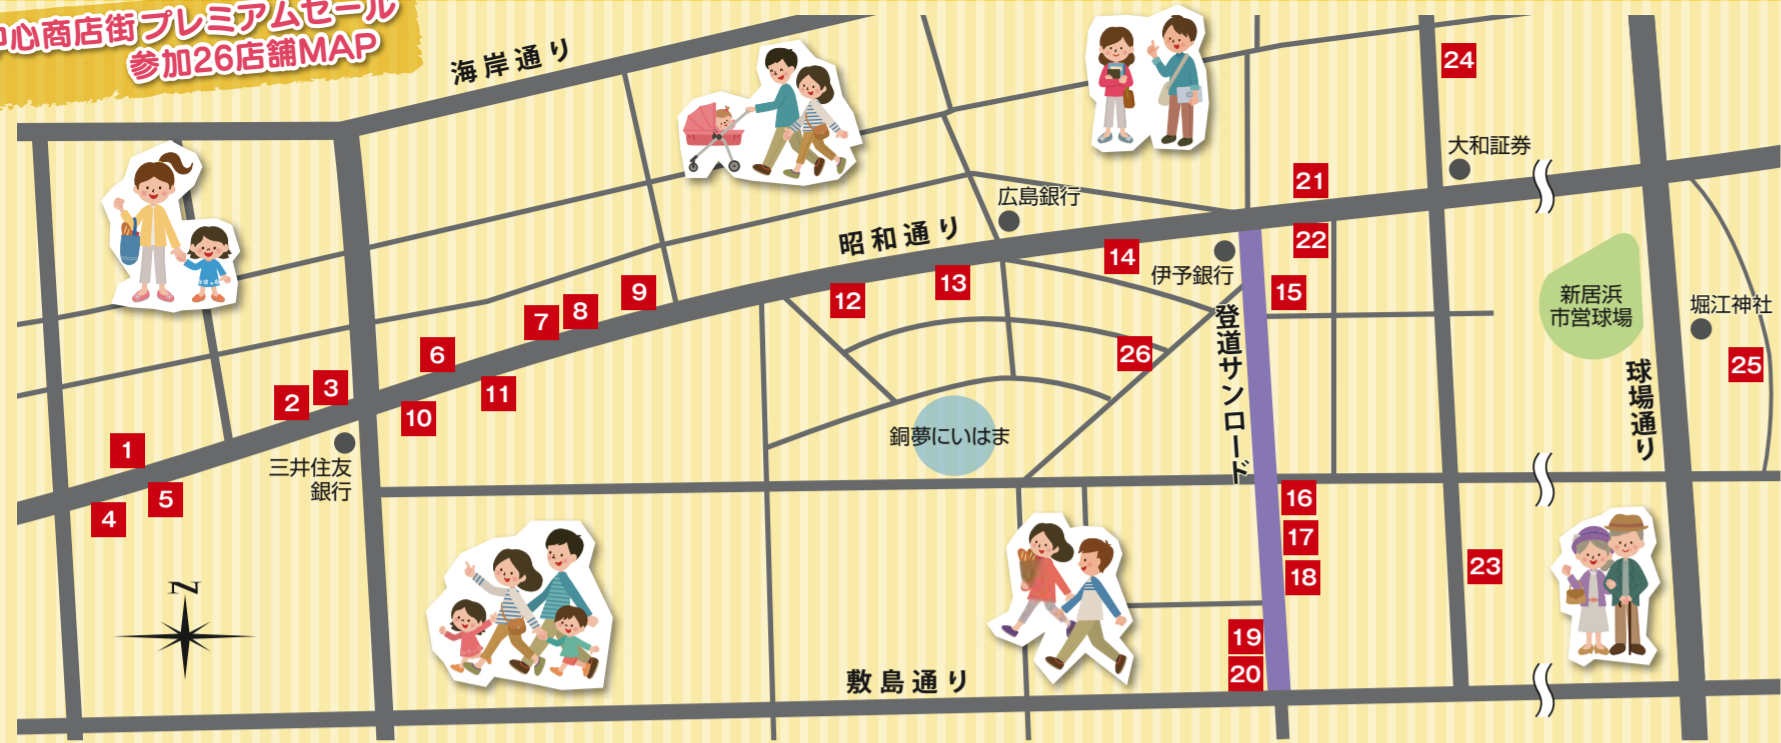 中心商店街プレミアムセール
参加26店舗MAP
海岸通り
24
大和証券
21
広島銀行
昭和通り
22
14
伊予銀行
13
15
9
12
8
7
新居浜
市営球場
堀江神社
登道サンロード
6
26
25
3
11
2
球場通り
10
銅夢にいはま
1
三井住友
銀行
5
4
16
17
18
23
N
19
20
敷島通り